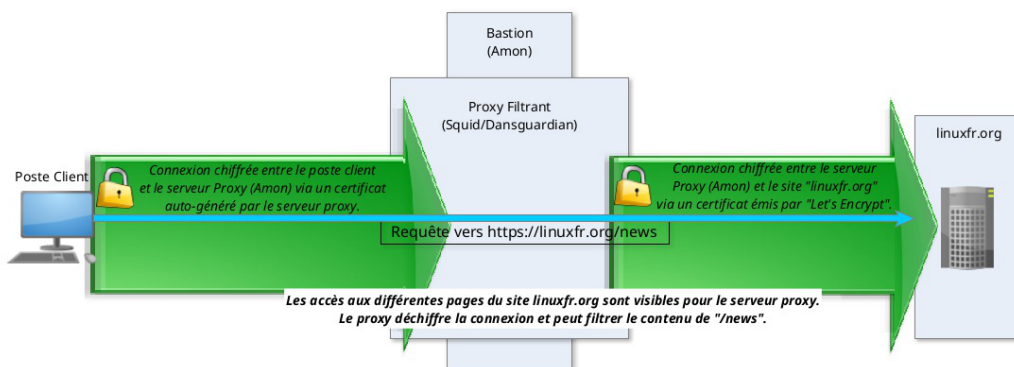 Bastion
(Amon)
Proxy Filtrant
(Squid/Dansguardian)
linuxfr.org
Poste Client
Connexion chiffrée entre le poste client
et le serveur Proxy (Amon) via un certificat
auto-généré par le serveur proxy.
Connexion chiffrée entre le serveur
Proxy (Amon) et le site "linuxfr.org"
via un certificat émis par "Let's Encrypt".
Requête vers https://linuxfr.org/news
Les accès aux différentes pages du site linuxfr.org sont visibles pour le serveur proxy.
Le proxy déchiffre la connexion et peut filtrer le contenu de "/news".